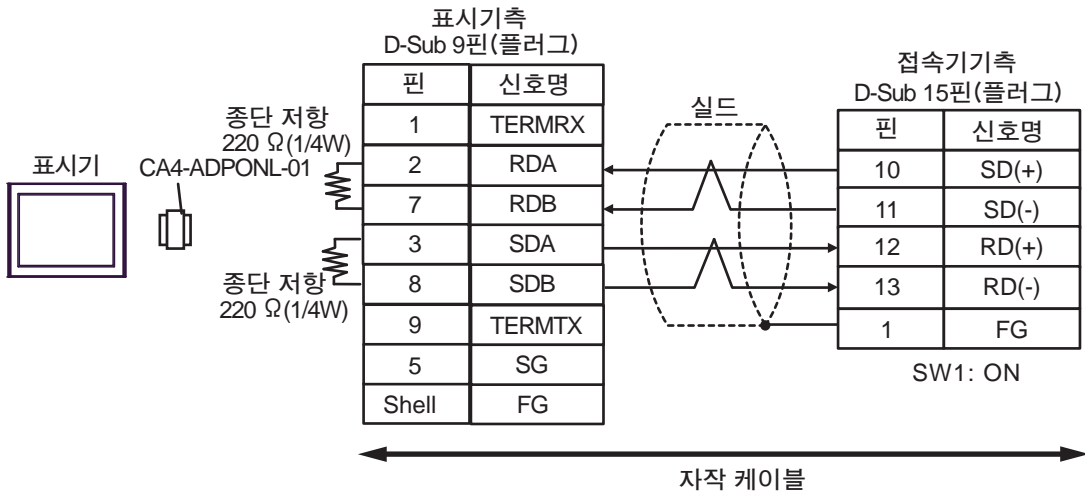 표시기측
D-Sub 9핀(플러그)
핀 신호명
1 TERMRX
2 RDA
7 RDB
3 SDA
8 SDB
9 TERMTX
5 SG
Shell FG
종단 저항
220 Ω(1/4W)
표시기
CA4-ADPONL-01
종단 저항
220 Ω(1/4W)
실드
접속기기측
D-Sub 15핀(플러그)
핀 신호명
10 SD(+)
11 SD(-)
12 RD(+)
13 RD(-)
1 FG
SW1: ON
자작 케이블